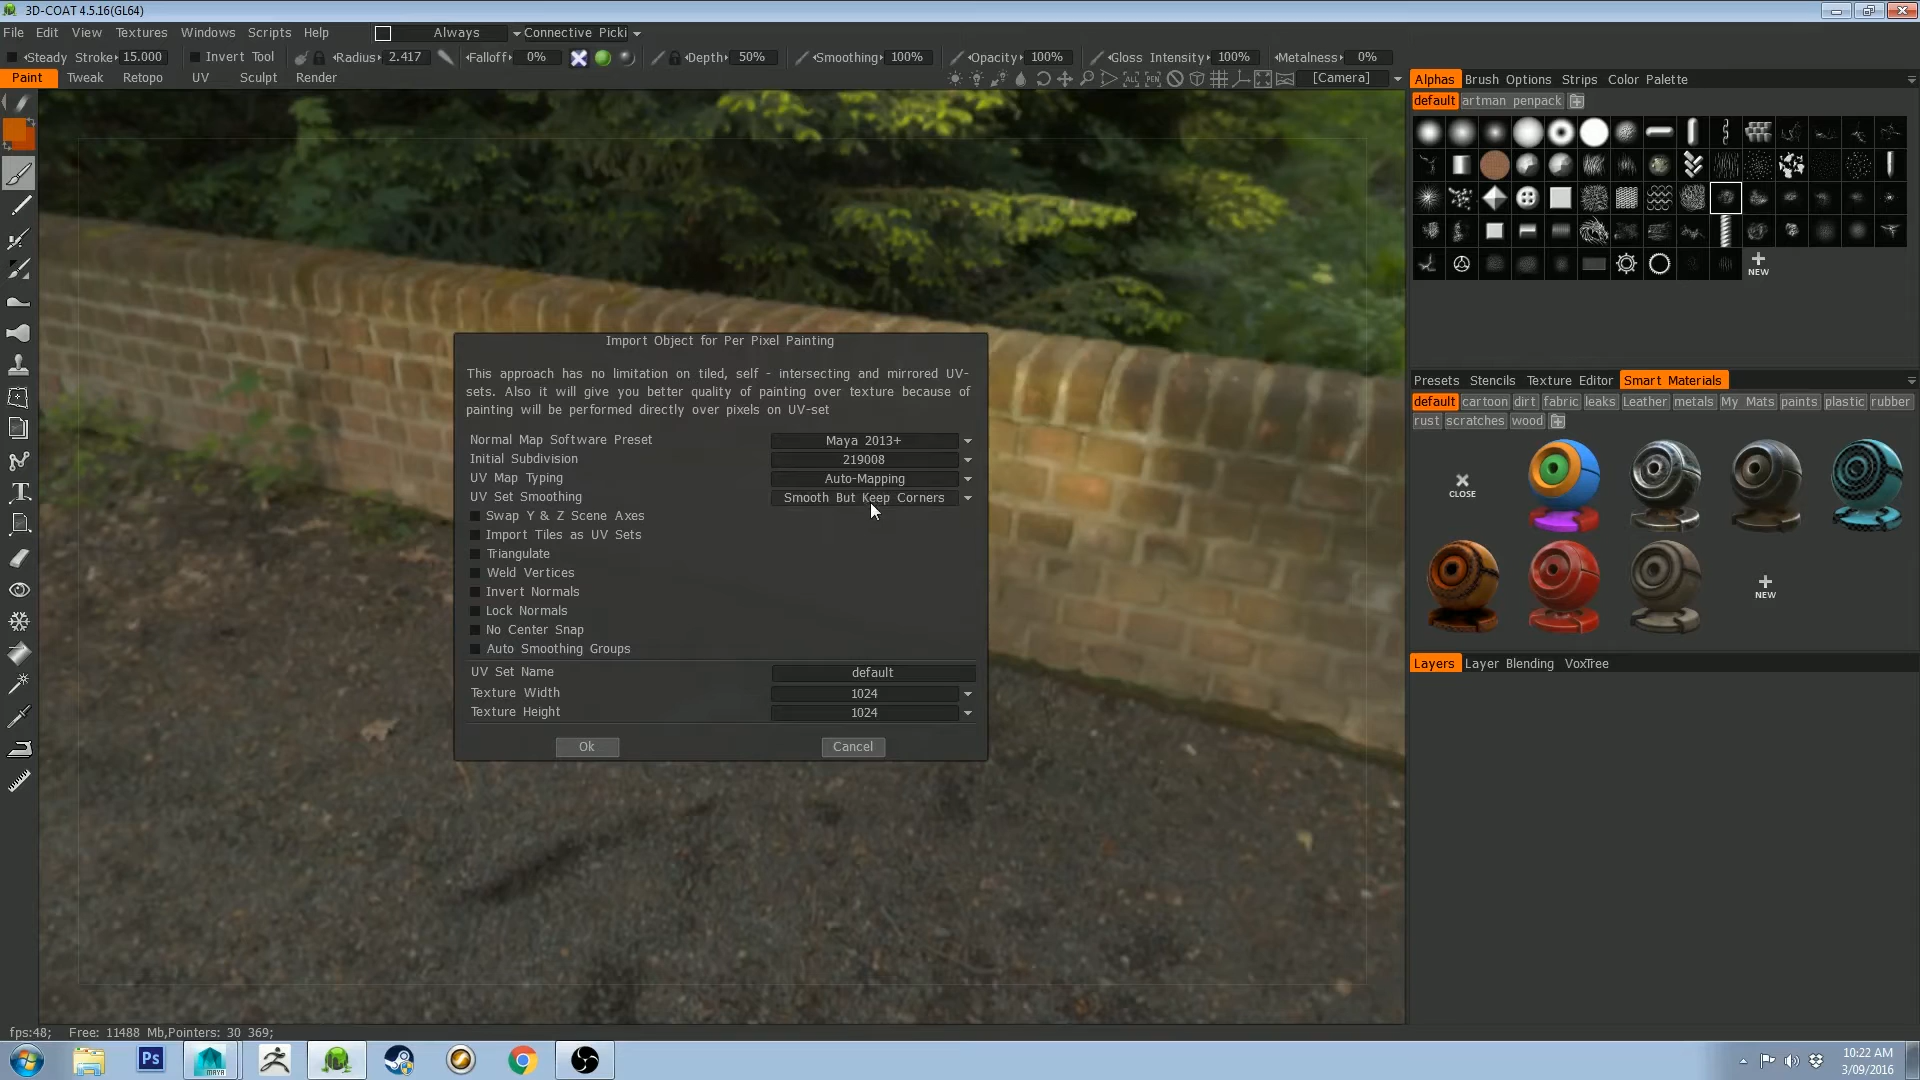 3D-COAT 4.5.16(GL64)
File Edit View Textures Windows Scripts Help Always Connective Picki
Steady Stroke 15.000 Invert Tool Radius 2.417 Falloff 0% Depth 50% Smoothing 100% Opacity 100% Gloss Intensity 100% Metalness 0%
Paint Tweak Retopo UV Sculpt Render
ALL PEN [Camera]
Alphas Brush Options Strips Color Palette
default artman penpack
NEW
Import Object for Per Pixel Painting
This approach has no limitation on tiled, self - intersecting and mirrored UV-
sets. Also it will give you better quality of painting over texture because of
painting will be performed directly over pixels on UV-set
Normal Map Software Preset Maya 2013+
Initial Subdivision 219008
UV Map Typing Auto-Mapping
UV Set Smoothing Smooth But Keep Corners
Swap Y & Z Scene Axes
Import Tiles as UV Sets
Triangulate
Weld Vertices
Invert Normals
Lock Normals
No Center Snap
Auto Smoothing Groups
UV Set Name default
Texture Width 1024
Texture Height 1024
Ok Cancel
Presets Stencils Texture Editor Smart Materials
default cartoon dirt fabric leaks Leather metals My Mats paints plastic rubber
rust scratches wood
CLOSE
NEW
Layers Layer Blending VoxTree
fps:48; Free: 11488 Mb,Pointers: 30 369;
Ps
MAYA
10:22 AM
3/09/2016